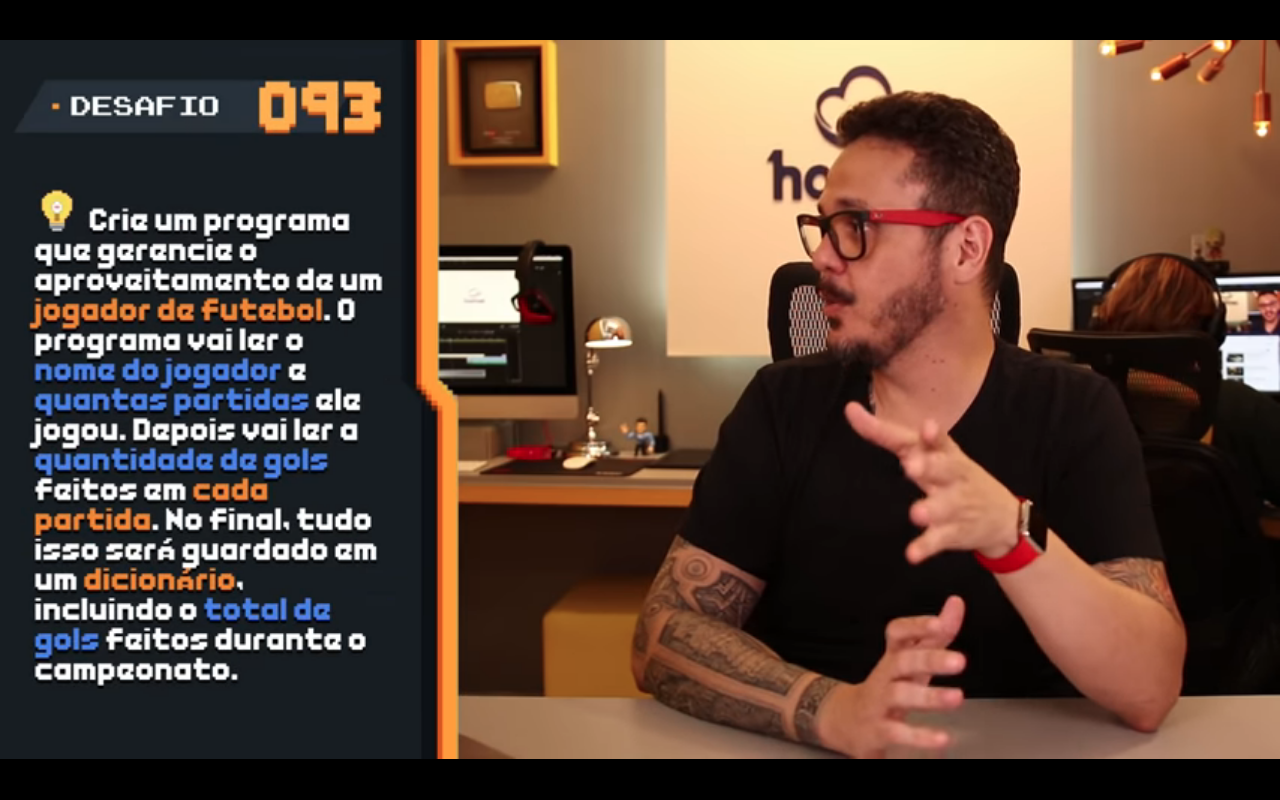 DESAFIO 093
Crie um programa
que gerencie o
aproveitamento de um
jogador de futebol. O
programa vai ler o
nome do jogador e
quantas partidas ele
jogou. Depois vai ler a
quantidade de gols
feitos em cada
partida. No final, tudo
isso será guardado em
um dicionário,
incluindo o total de
gols feitos durante o
campeonato.